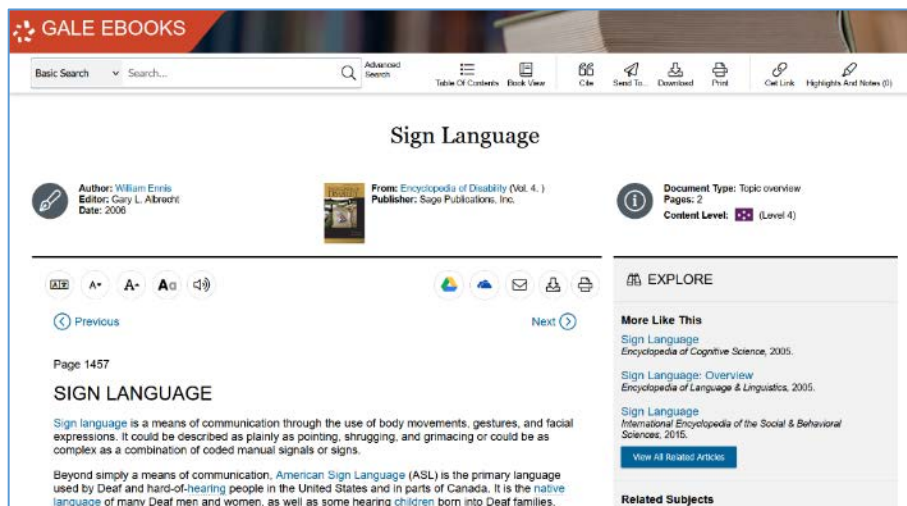 GALE EBOOKS
Basic Search
Search...
Advanced Search
Table Of Contents
Book View
Cite
Send To...
Download
Print
Get Link
Highlights And Notes (0)
Sign Language
Author: William Ennis
Editor: Gary L. Albrecht
Date: 2006
From: Encyclopedia of Disability (Vol. 4. )
Publisher: Sage Publications, Inc.
Document Type: Topic overview
Pages: 2
Content Level: (Level 4)
A
A
Aa
Previous
Next
Page 1457
SIGN LANGUAGE
Sign language is a means of communication through the use of body movements, gestures, and facial
expressions. It could be described as plainly as pointing, shrugging, and grimacing or could be as
complex as a combination of coded manual signals or signs.
Beyond simply a means of communication, American Sign Language (ASL) is the primary language
used by Deaf and hard-of-hearing people in the United States and in parts of Canada. It is the native
language of many Deaf men and women, as well as some hearing children born into Deaf families.
EXPLORE
More Like This
Sign Language
Encyclopedia of Cognitive Science, 2005.
Sign Language: Overview
Encyclopedia of Language & Linguistics, 2005.
Sign Language
International Encyclopedia of the Social & Behavioral
Sciences, 2015.
View All Related Articles
Related Subjects